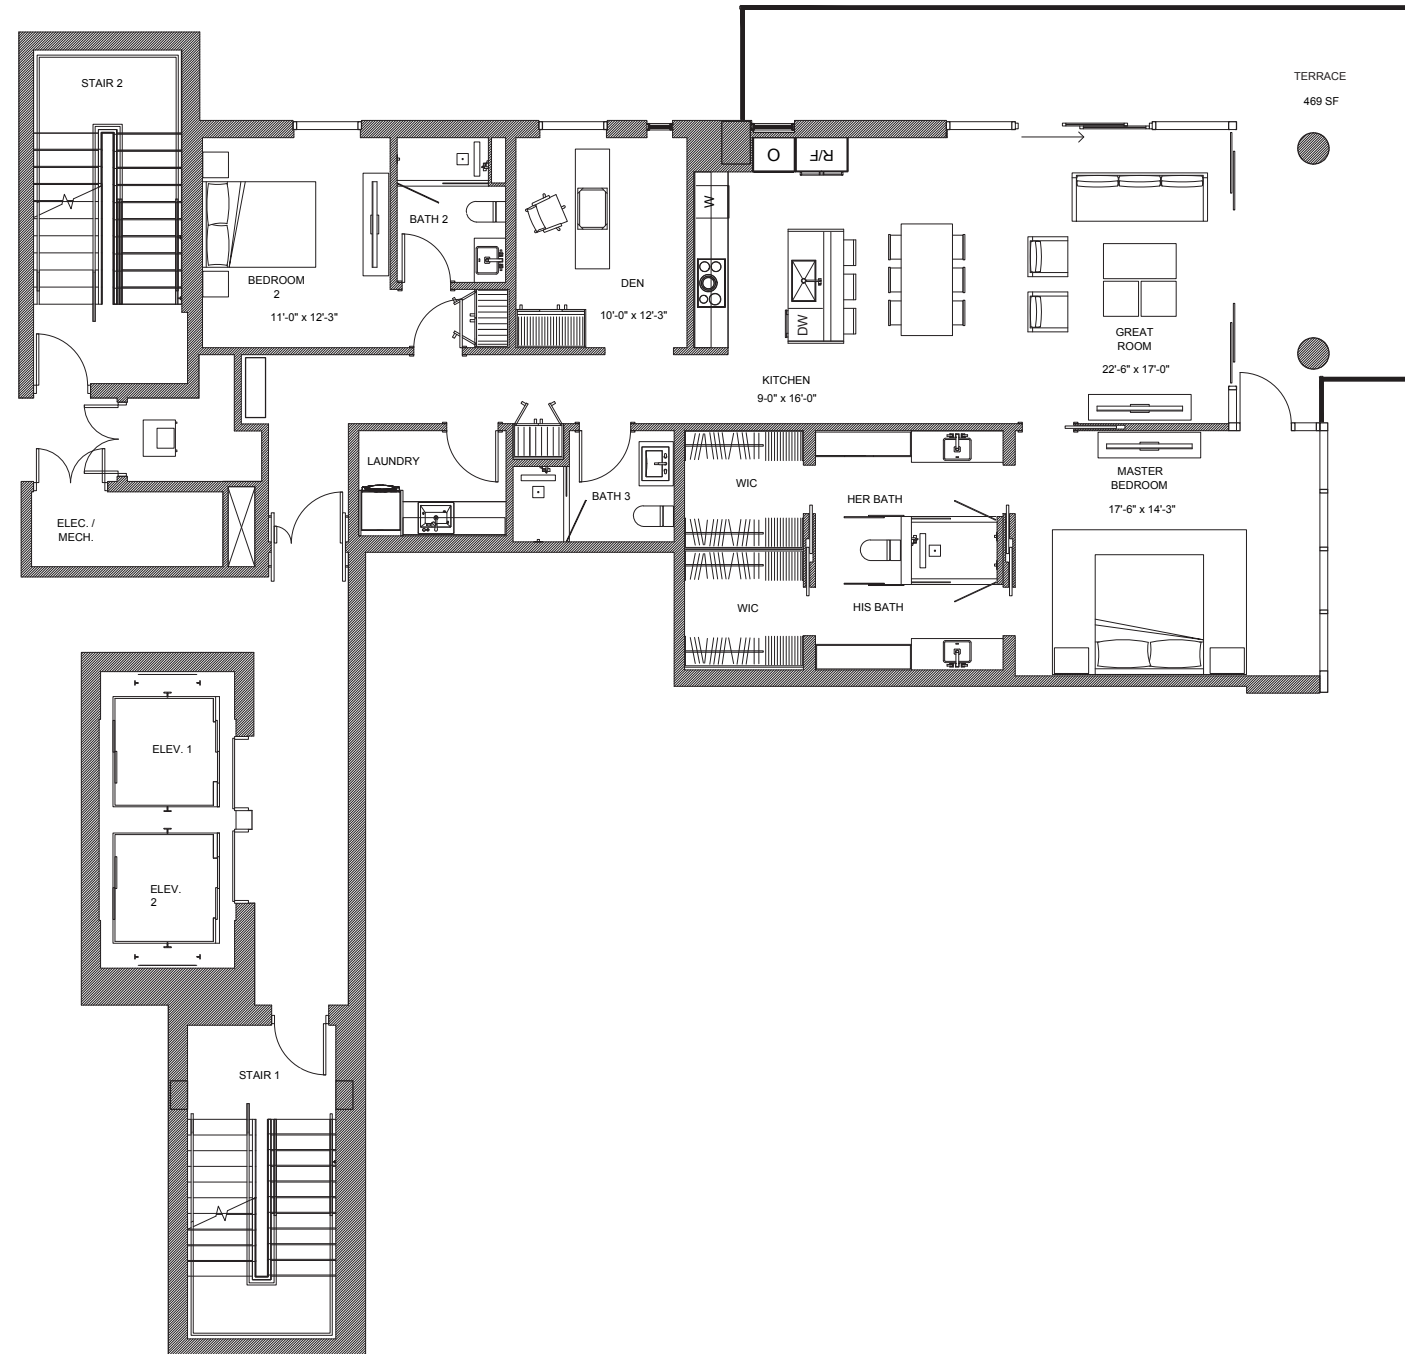 TERRACE
469 SF
STAIR 2
O
R/F
W
BATH 2
BEDROOM
2
11'-0" x 12'-3"
DEN
10'-0" x 12'-3"
DW
GREAT
ROOM
22'-6" x 17'-0"
KITCHEN
9-0" x 16'-0"
LAUNDRY
BATH 3
WIC
HER BATH
MASTER
BEDROOM
17'-6" x 14'-3"
ELEC. /
MECH.
WIC
HIS BATH
ELEV. 1
ELEV.
2
STAIR 1